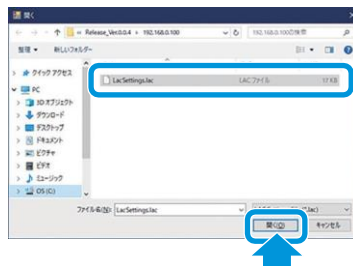 開く
Release_Ver.0.0.4 › 192.168.0.100
192.168.0.100の検索
整理 新しいフォルダー
クイック アクセス
PC
3D オブジェクト
ダウンロード
デスクトップ
ドキュメント
ピクチャ
ビデオ
ミュージック
OS (C:)
LacSettings.lac LAC ファイル 17 KB
ファイル名(N): LacSettings.lac
開く(O) キャンセル